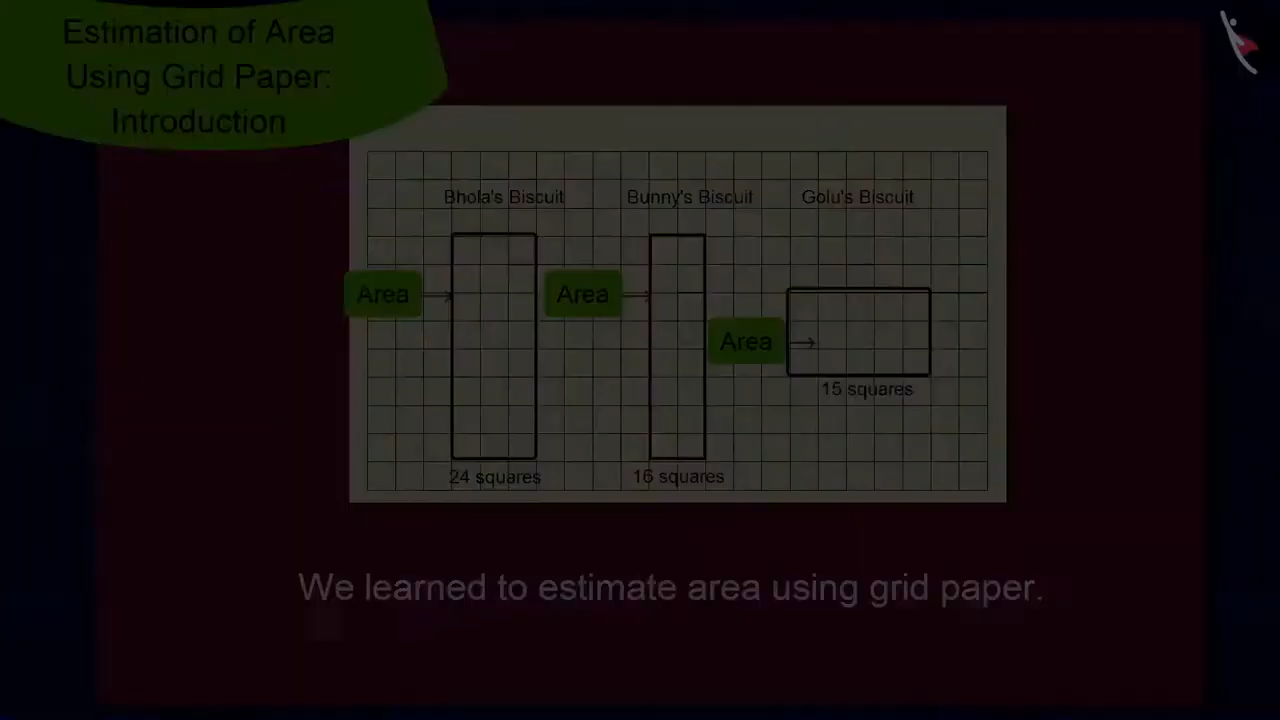 Estimation of Area
Using Grid Paper:
Introduction
Bhola's Biscuit
Bunny's Biscuit
Golu's Biscuit
Area
Area
Area
15 squares
24 squares
16 squares
We learned to estimate area using grid paper.